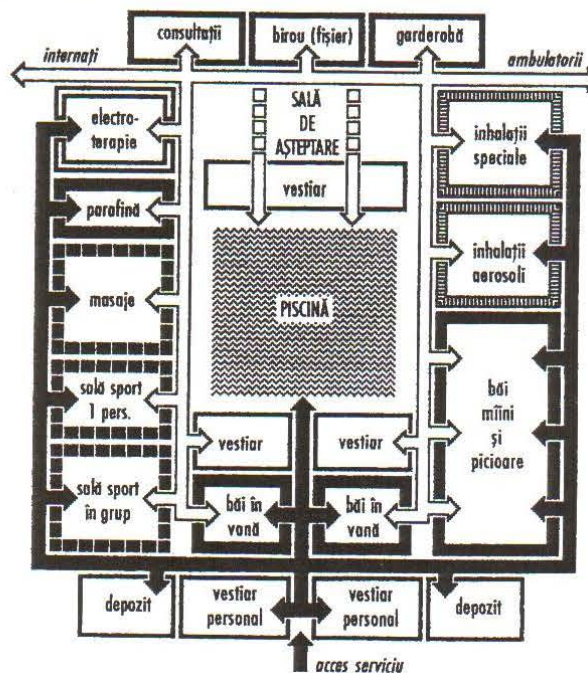 consultații
birou (fișier)
garderobă
internați
ambulatorii
electro-
terapie
SALĂ
DE
AȘTEPTARE
inhalații
speciale
vestiar
parafină
inhalații
aerosoli
masaje
PISCINĂ
sală sport
1 pers.
băi
mîini
și
picioare
vestiar
vestiar
sală sport
în grup
băi în
vană
băi în
vană
depozit
vestiar
personal
vestiar
personal
depozit
acces serviciu